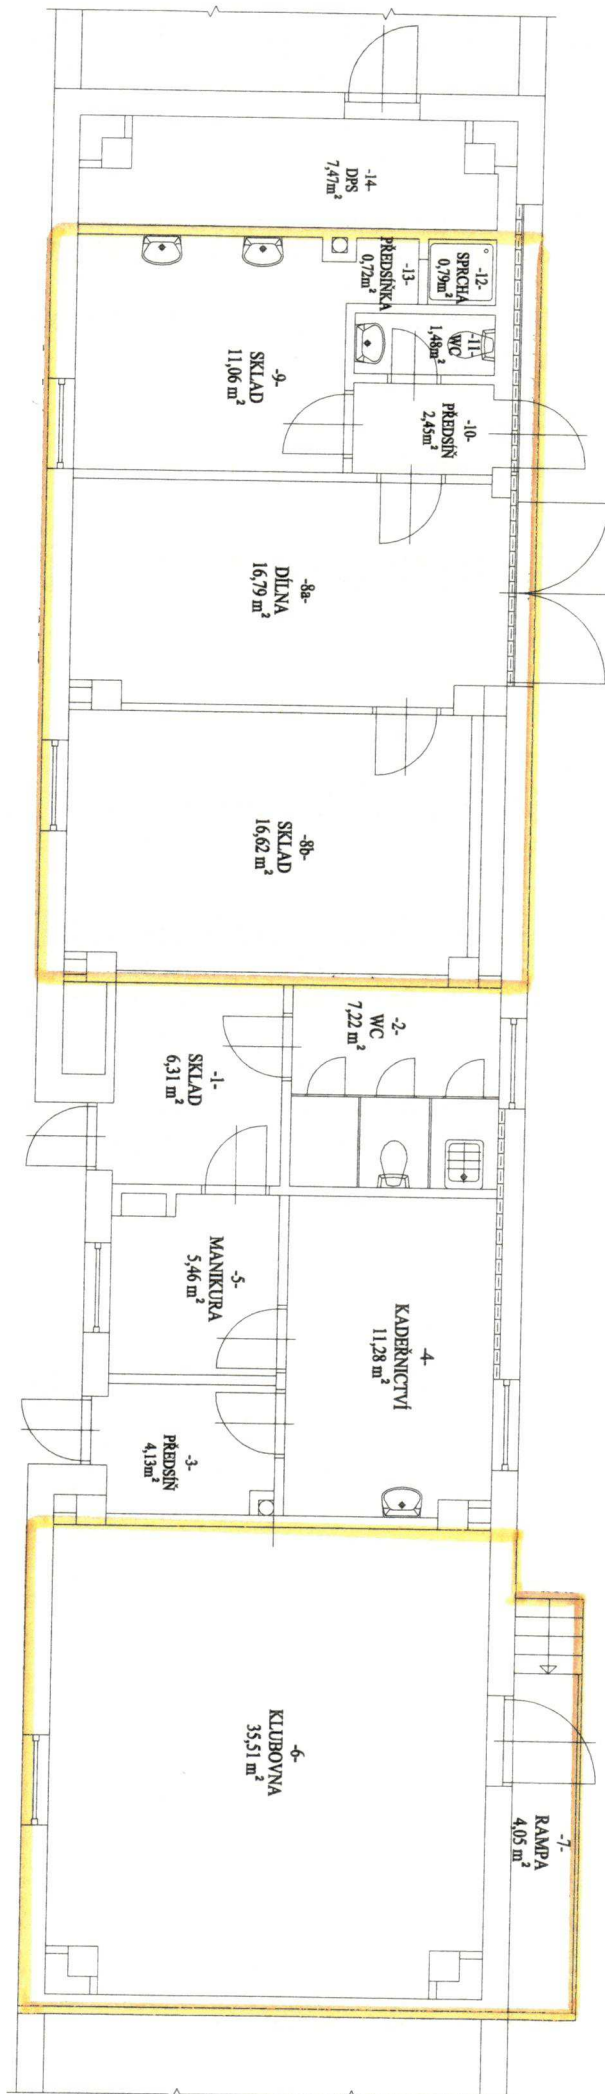 -14-
DPS
7,47m²
-13-
PŘEDSÍŇKA
0,72m²
-12-
SPRCHA
0,79m²
-11-
WC
1,48m²
-10-
PŘEDSÍŇ
2,45m²
-9-
SKLAD
11,06 m²
-8a-
DÍLNA
16,79 m²
-8b-
SKLAD
16,62 m²
-2-
WC
7,22 m²
-1-
SKLAD
6,31 m²
-5-
MANIKURA
5,46 m²
-4-
KADEŘNICTVÍ
11,28 m²
-3-
PŘEDSÍŇ
4,13m²
-6-
KLUBOVNA
35,51 m²
-7-
RAMPA
4,05 m²